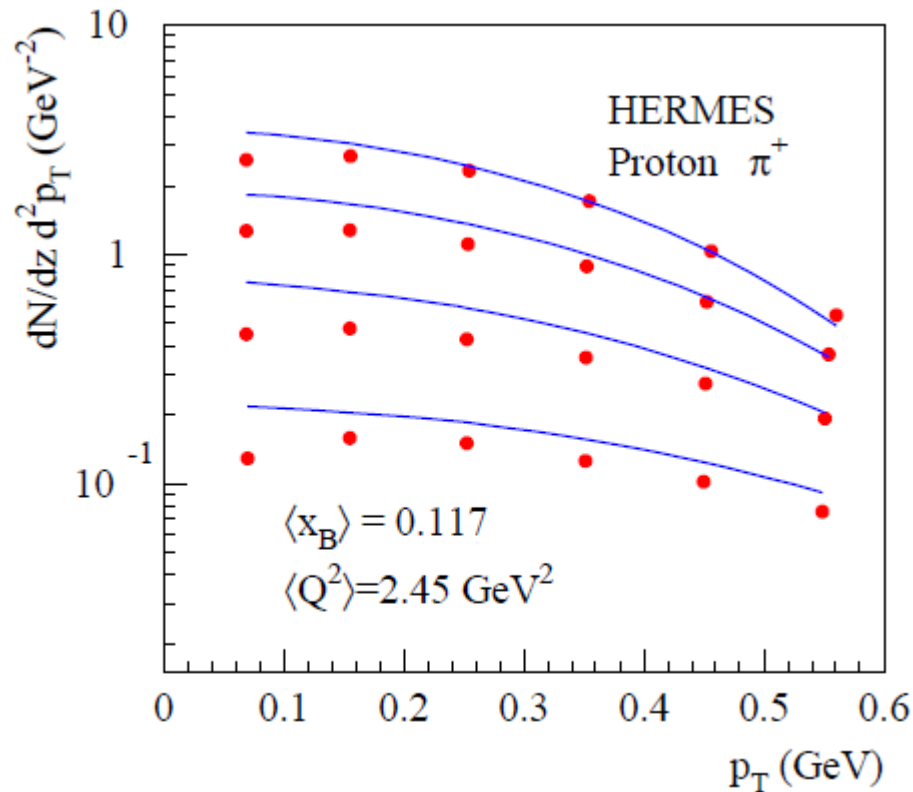 dN/dz d²p_T (GeV⁻²)
10
1
10⁻¹
HERMES
Proton π⁺
⟨x_B⟩ = 0.117
⟨Q²⟩=2.45 GeV²
0 0.1 0.2 0.3 0.4 0.5 0.6
p_T (GeV)